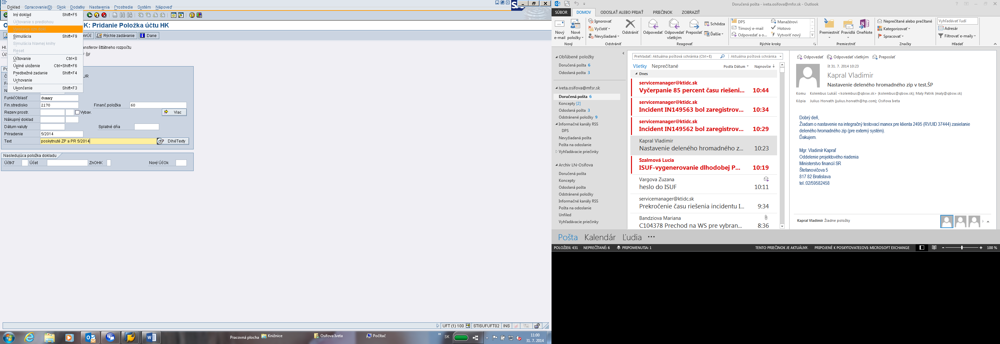 Doklad Spracovanie(D) Skok Dodatky Nastavenia Prostredie Systém Nápoveď
Iný doklad Shift+F5
Účtovanie s predlohou
Simulácia Shift+F9
Simulácia hlavnej knihy
Reset
Účtovanie Ctrl+S
Úplné uloženie Ctrl+Shift+F6
Predbežné zadanie Shift+F4
Uchovanie
Ukončenie Shift+F3
K: Pridanie Položka účtu HK
Rýchle zadávanie Dane
ansferov šttátneho rozpočtu
F ŠF
UR
FunkčOblasť dummy
Fin.stredisko 2170 Finanč.položka 60
Rezerv.prostr. Vybav. Viac
Nákupný doklad
Dátum valuty Splatné dňa
Priradenie 5/2014
Text poskytnuté ZP a PR 5/2014 DlhéTexty
Nasledujúca položka dokladu
ÚčtKľ Účet ZnOHK Nový ÚčOk
UFT (1) 100 STISUFUFT02 INS
Pracovná plocha Knižnice Osifova Iveta Počítač
SK
11:00
31. 7. 2014
Doručená pošta - iveta.osifova@mfsr.sk - Outlook
SÚBOR DOMOV ODOSLAŤ ALEBO PRIJAŤ PRIEČINOK ZOBRAZIŤ
Nový e-mail
Nové položky
Nový
Ignorovať
Vyčistiť
Nevyžiadané
Odstrániť
Odstrániť
Odpovedať
Odpovedať všetkým
Preposlať
Schôdza
Ďalšie
Reagovať
DPS
Tímový e-mail
Odpovedať a o...
Manažérovi
Hotovo
Vytvoriť nový
Rýchle kroky
Premiestniť
Pravidlá
OneNote
Premiestniť
Neprečítané alebo prečítané
Kategorizovať
Spracovať
Značky
Vyhľadávať ľudí
Adresár
Filtrovať e-maily
Hľadať
Obľúbené položky
Doručená pošta 6
Odoslaná pošta 3
iveta.osifova@mfsr.sk
Doručená pošta 6
Koncepty [2]
Odoslaná pošta 3
Odstránené položky 9
Informačné kanály RSS
DPS
Nevyžiadaná pošta
Pošta na odoslanie
Vyhľadávacie priečinky
Archiv LN-Osifova
Doručená pošta
Koncepty
Odoslaná pošta
Odstránené položky
Informačné kanály RSS
Pošta na odoslanie
Unfiled
Vyhľadávacie priečinky
Prehľadať: Aktuálna poštová schránka (Ctrl+E) Aktuálna poštová schránka
Všetky Neprečítané Podľa Dátum Najnovšie
Dnes
servicemanager@ktidc.sk
Vyčerpanie 85 percent času riešeni... 10:44
servicemanager@ktidc.sk
Incident IN149563 bol zaregistrov... 10:34
servicemanager@ktidc.sk
Incident IN149562 bol zaregistrov... 10:29
Kapral Vladimir
Nastavenie deleného hromadného z... 10:23
Szalmová Lucia
ISUF-vygenerovanie dlhodobej P... 10:19
Vargova Zuzana
heslo do ISUF 10:11
servicemanager@ktidc.sk
Prekročenie času riešenia incidentu I... 9:34
Bandziova Mariana
C104378 Prechod na WS pre vybran... 8:36
Odpovedať Odpovedať všetkým Preposlať
št 31. 7. 2014 10:23
Kapral Vladimir
Nastavenie deleného hromadného zip v test.ŠP
Komu Kolembus Lukáš <kolembus@qbsw.sk> (kolembus@qbsw.sk); Maly Patrik (maly@qbsw.sk)
Kópia Julius Horvath (julius.horvath@hp.com); Osifova Iveta
Dobrý deň,
Žiadam o nastavenie na integračný testovací manex pre klienta 2495 (RVUID 37444) zasielanie
deleného hromadného zip (pre externý systém).
Ďakujem.
Mgr. Vladimír Kapraľ
Oddelenie projektového riadenia
Ministerstvo financií SR
Štefanovičova 5
817 82 Bratislava
tel.:02/59582458
Kapral Vladimir Žiadne položky
Pošta Kalendár Ľudia ...
POLOŽIEK: 431 NEPREČÍTANÉ: 6 PRIPOMENUTIA: 1 TENTO PRIEČINOK JE AKTUÁLNY. PRIPOJENÉ K POSKYTOVATEĽOVI: MICROSOFT EXCHANGE 100 %